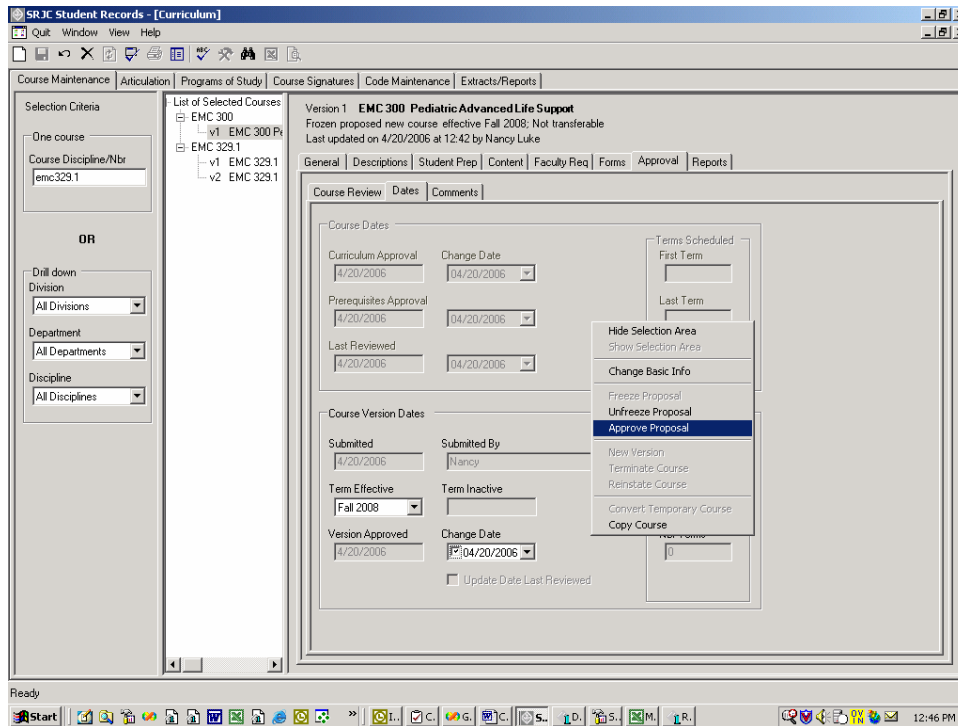 SRJC Student Records - [Curriculum]
Quit Window View Help
Course Maintenance Articulation Programs of Study Course Signatures Code Maintenance Extracts/Reports
Selection Criteria
One course
Course Discipline/Nbr
emc329.1
OR
Drill down
Division
All Divisions
Department
All Departments
Discipline
All Disciplines
List of Selected Courses
EMC 300
v1 EMC 300 Pe
EMC 329.1
v1 EMC 329.1
v2 EMC 329.1
Version 1 EMC 300 Pediatric Advanced Life Support
Frozen proposed new course effective Fall 2008; Not transferable
Last updated on 4/20/2006 at 12:42 by Nancy Luke
General Descriptions Student Prep Content Faculty Req Forms Approval Reports
Course Review Dates Comments
Course Dates
Curriculum Approval Change Date
4/20/2006 04/20/2006
Prerequisites Approval
4/20/2006 04/20/2006
Last Reviewed
4/20/2006 04/20/2006
Terms Scheduled
First Term
Last Term
Course Version Dates
Submitted Submitted By
4/20/2006 Nancy
Term Effective Term Inactive
Fall 2008
Version Approved Change Date
4/20/2006 04/20/2006
Update Date Last Reviewed
0
Hide Selection Area
Show Selection Area
Change Basic Info
Freeze Proposal
Unfreeze Proposal
Approve Proposal
New Version
Terminate Course
Reinstate Course
Convert Temporary Course
Copy Course
Ready
Start I.. C. G. C. S.. D. S.. M. R. 12:46 PM